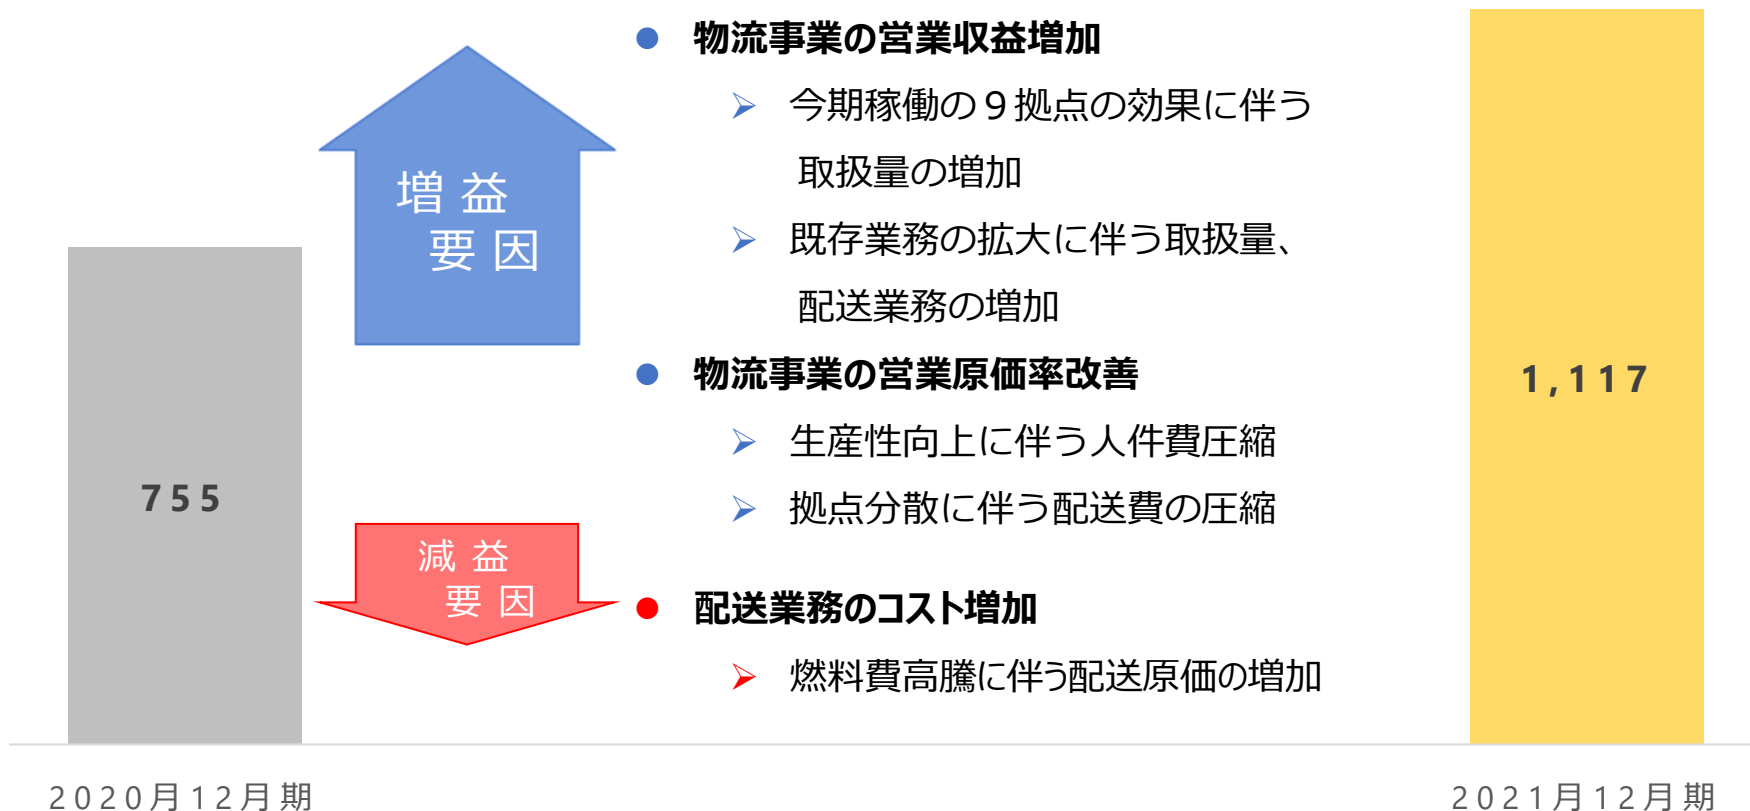 物流事業の営業収益増加
今期稼働の９拠点の効果に伴う
取扱量の増加
既存業務の拡大に伴う取扱量、
配送業務の増加
物流事業の営業原価率改善
生産性向上に伴う人件費圧縮
拠点分散に伴う配送費の圧縮
配送業務のコスト増加
燃料費高騰に伴う配送原価の増加
増益
要因
減益
要因
755
1,117
2020月12月期
2021月12月期